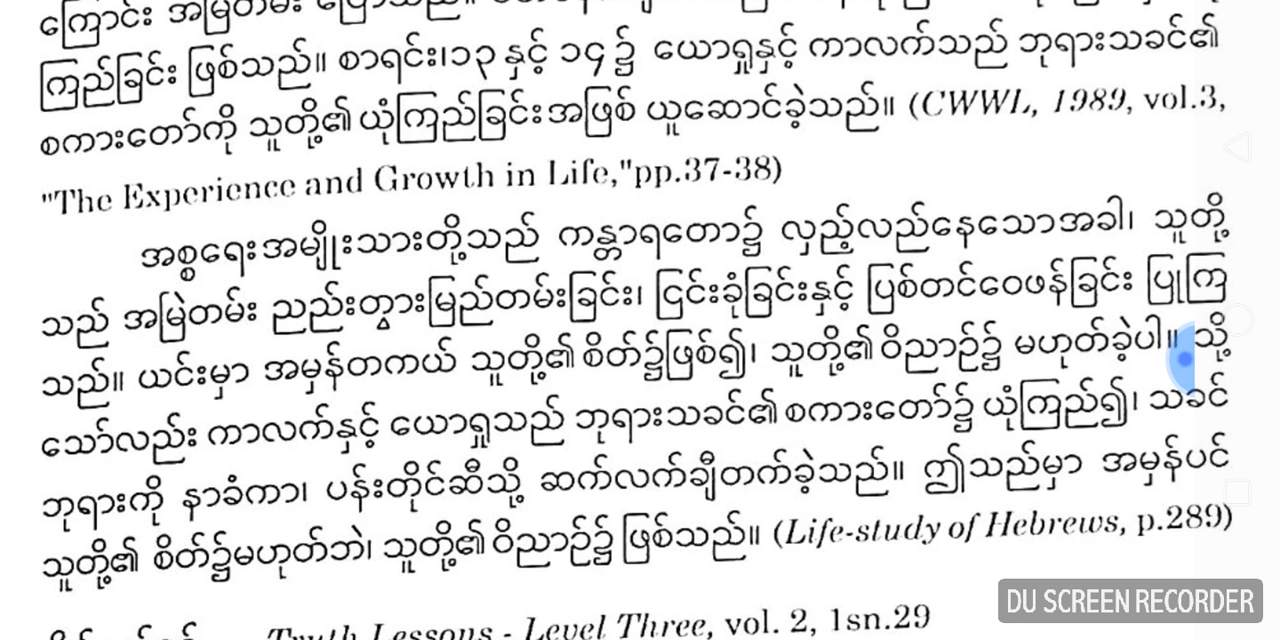 ကြောင်း အမြဲတမ်း ပြောသည်။
ကြည်ခြင်း ဖြစ်သည်။ စာရင်း၊၁၃ နှင့် ၁၄၌ ယောရှုနှင့် ကာလက်သည် ဘုရားသခင်၏
စကားတော်ကို သူတို့၏ ယုံကြည်ခြင်းအဖြစ် ယူဆောင်ခဲ့သည်။ (CWWL, 1989, vol.3,
"The Experience and Growth in Life,"pp.37-38)
အစ္စရေးအမျိုးသားတို့သည် ကန္တာရတော၌ လှည့်လည်နေသောအခါ၊ သူတို့
သည် အမြဲတမ်း ညည်းတွားမြည်တမ်းခြင်း၊ ငြင်းခုံခြင်းနှင့် ပြစ်တင်ဝေဖန်ခြင်း ပြုကြ
သည်။ ယင်းမှာ အမှန်တကယ် သူတို့၏ စိတ်၌ဖြစ်၍၊ သူတို့၏ ဝိညာဉ်၌ မဟုတ်ခဲ့ပါ။ သို့
သော်လည်း ကာလက်နှင့် ယောရှုသည် ဘုရားသခင်၏ စကားတော်၌ ယုံကြည်၍၊ သခင်
ဘုရားကို နာခံကာ၊ ပန်းတိုင်ဆီသို့ ဆက်လက်ချီတက်ခဲ့သည်။ ဤသည်မှာ အမှန်ပင်
သူတို့၏ စိတ်၌မဟုတ်ဘဲ၊ သူတို့၏ ဝိညာဉ်၌ ဖြစ်သည်။ (Life-study of Hebrews, p.289)
Truth Lessons - Level Three, vol. 2, 1sn.29
DU SCREEN RECORDER